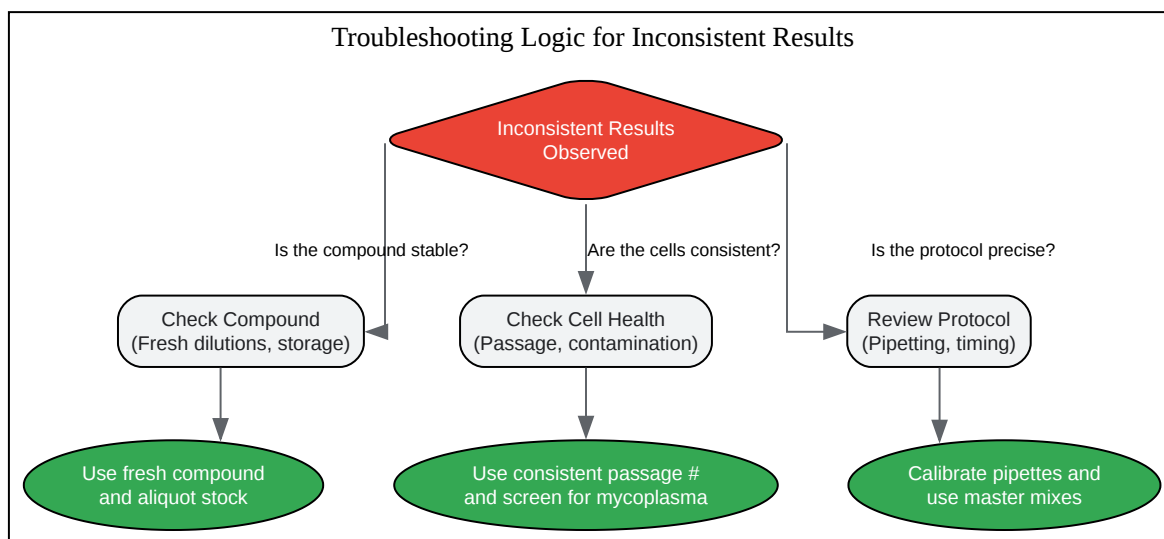 Troubleshooting Logic for Inconsistent Results
Inconsistent Results
Observed
Is the compound stable?
Are the cells consistent?
Is the protocol precise?
Check Compound
(Fresh dilutions, storage)
Check Cell Health
(Passage, contamination)
Review Protocol
(Pipetting, timing)
Use fresh compound
and aliquot stock
Use consistent passage #
and screen for mycoplasma
Calibrate pipettes and
use master mixes